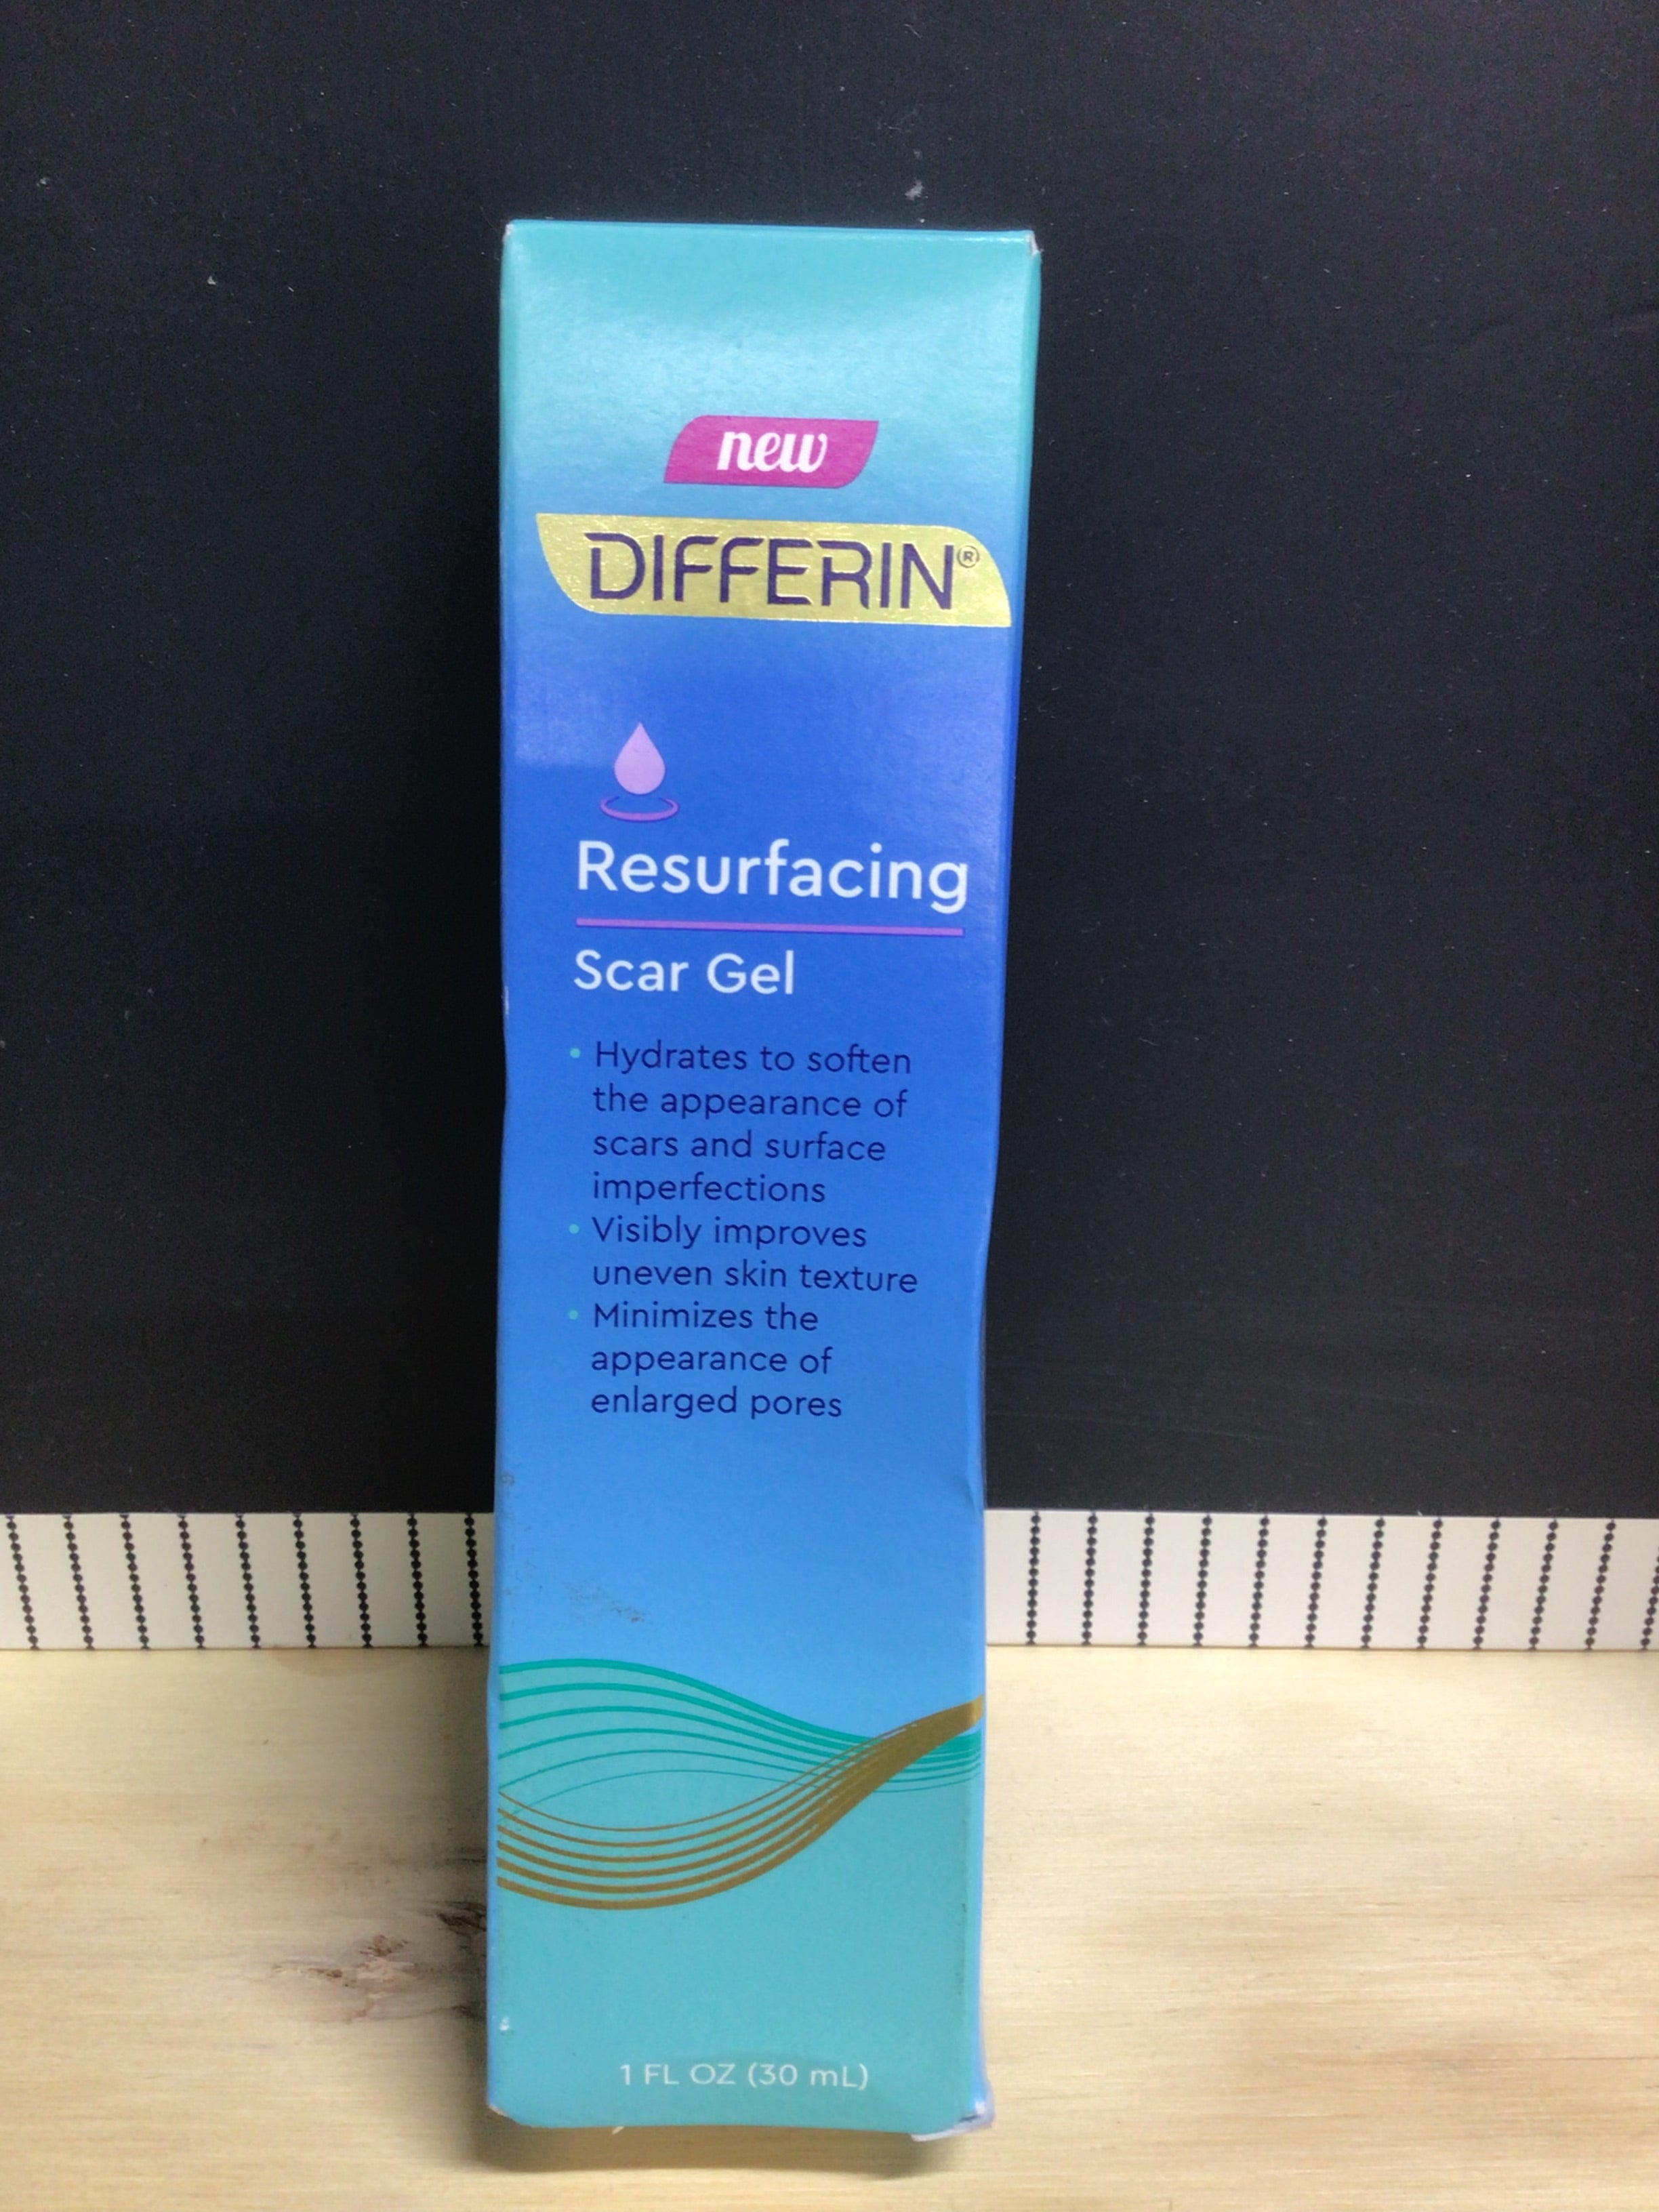 new
DIFFERIN®
Resurfacing
Scar Gel
• Hydrates to soften
the appearance of
scars and surface
imperfections
• Visibly improves
uneven skin texture
• Minimizes the
appearance of
enlarged pores
1 FL OZ (30 mL)